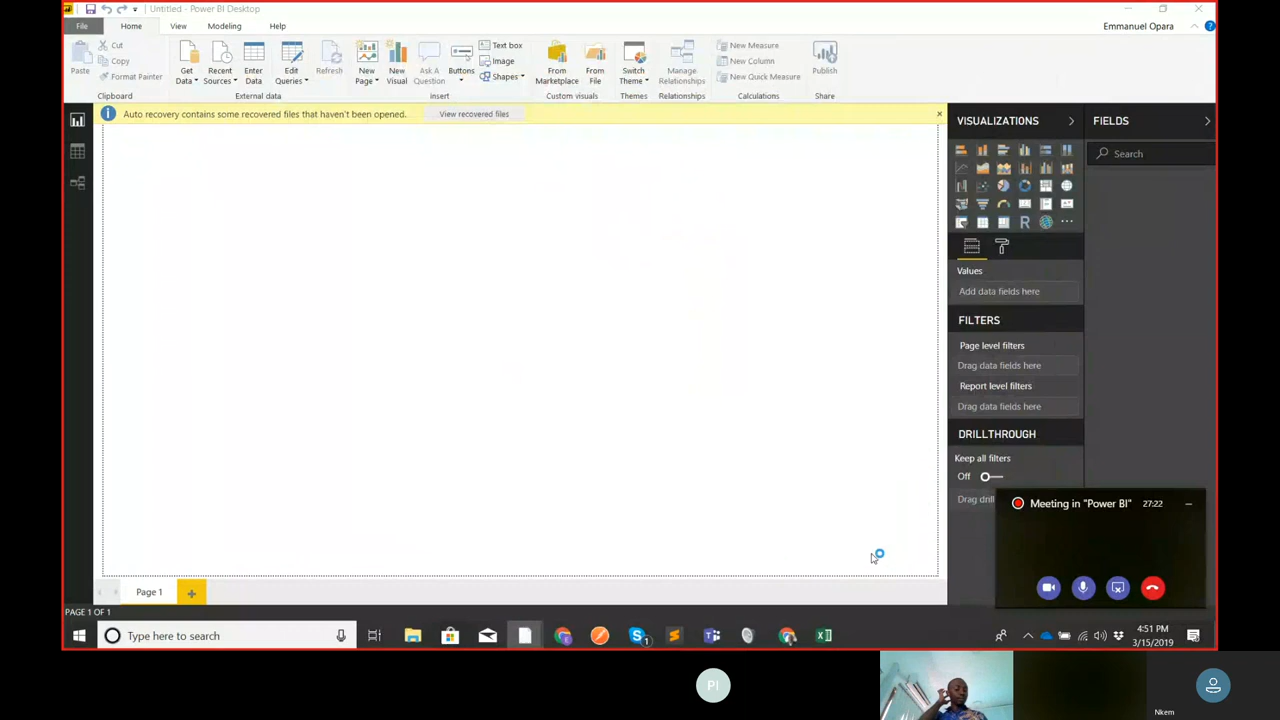 Untitled - Power BI Desktop
File Home View Modeling Help
Emmanuel Opara
Paste
Cut
Copy
Format Painter
Clipboard
Get Data
Recent Sources
Enter Data
Edit Queries
Refresh
External data
New Page
New Visual
Ask A Question
Buttons
Text box
Image
Shapes
Insert
From Marketplace
From File
Custom visuals
Switch Theme
Themes
Manage Relationships
Relationships
New Measure
New Column
New Quick Measure
Calculations
Publish
Share
Auto recovery contains some recovered files that haven't been opened. View recovered files
VISUALIZATIONS
FIELDS
Search
R
Values
Add data fields here
FILTERS
Page level filters
Drag data fields here
Report level filters
Drag data fields here
DRILLTHROUGH
Keep all filters
Off
Drag dril
Meeting in "Power BI" 27:22
Page 1
PAGE 1 OF 1
Type here to search
4:51 PM
3/15/2019
PI
Nkem